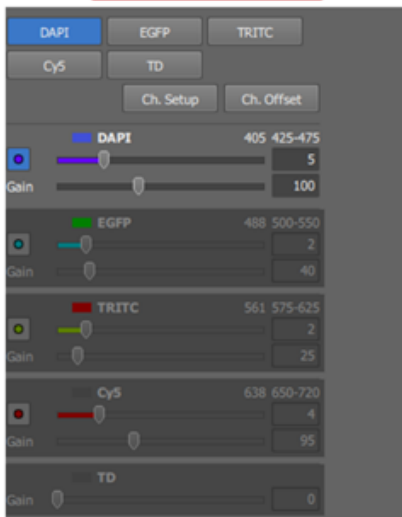 DAPI EGFP TRITC
Cy5 TD
Ch. Setup Ch. Offset
DAPI 405 425-475
5
Gain 100
EGFP 488 500-550
2
Gain 40
TRITC 561 575-625
2
Gain 25
Cy5 638 650-720
4
Gain 95
TD
Gain 0